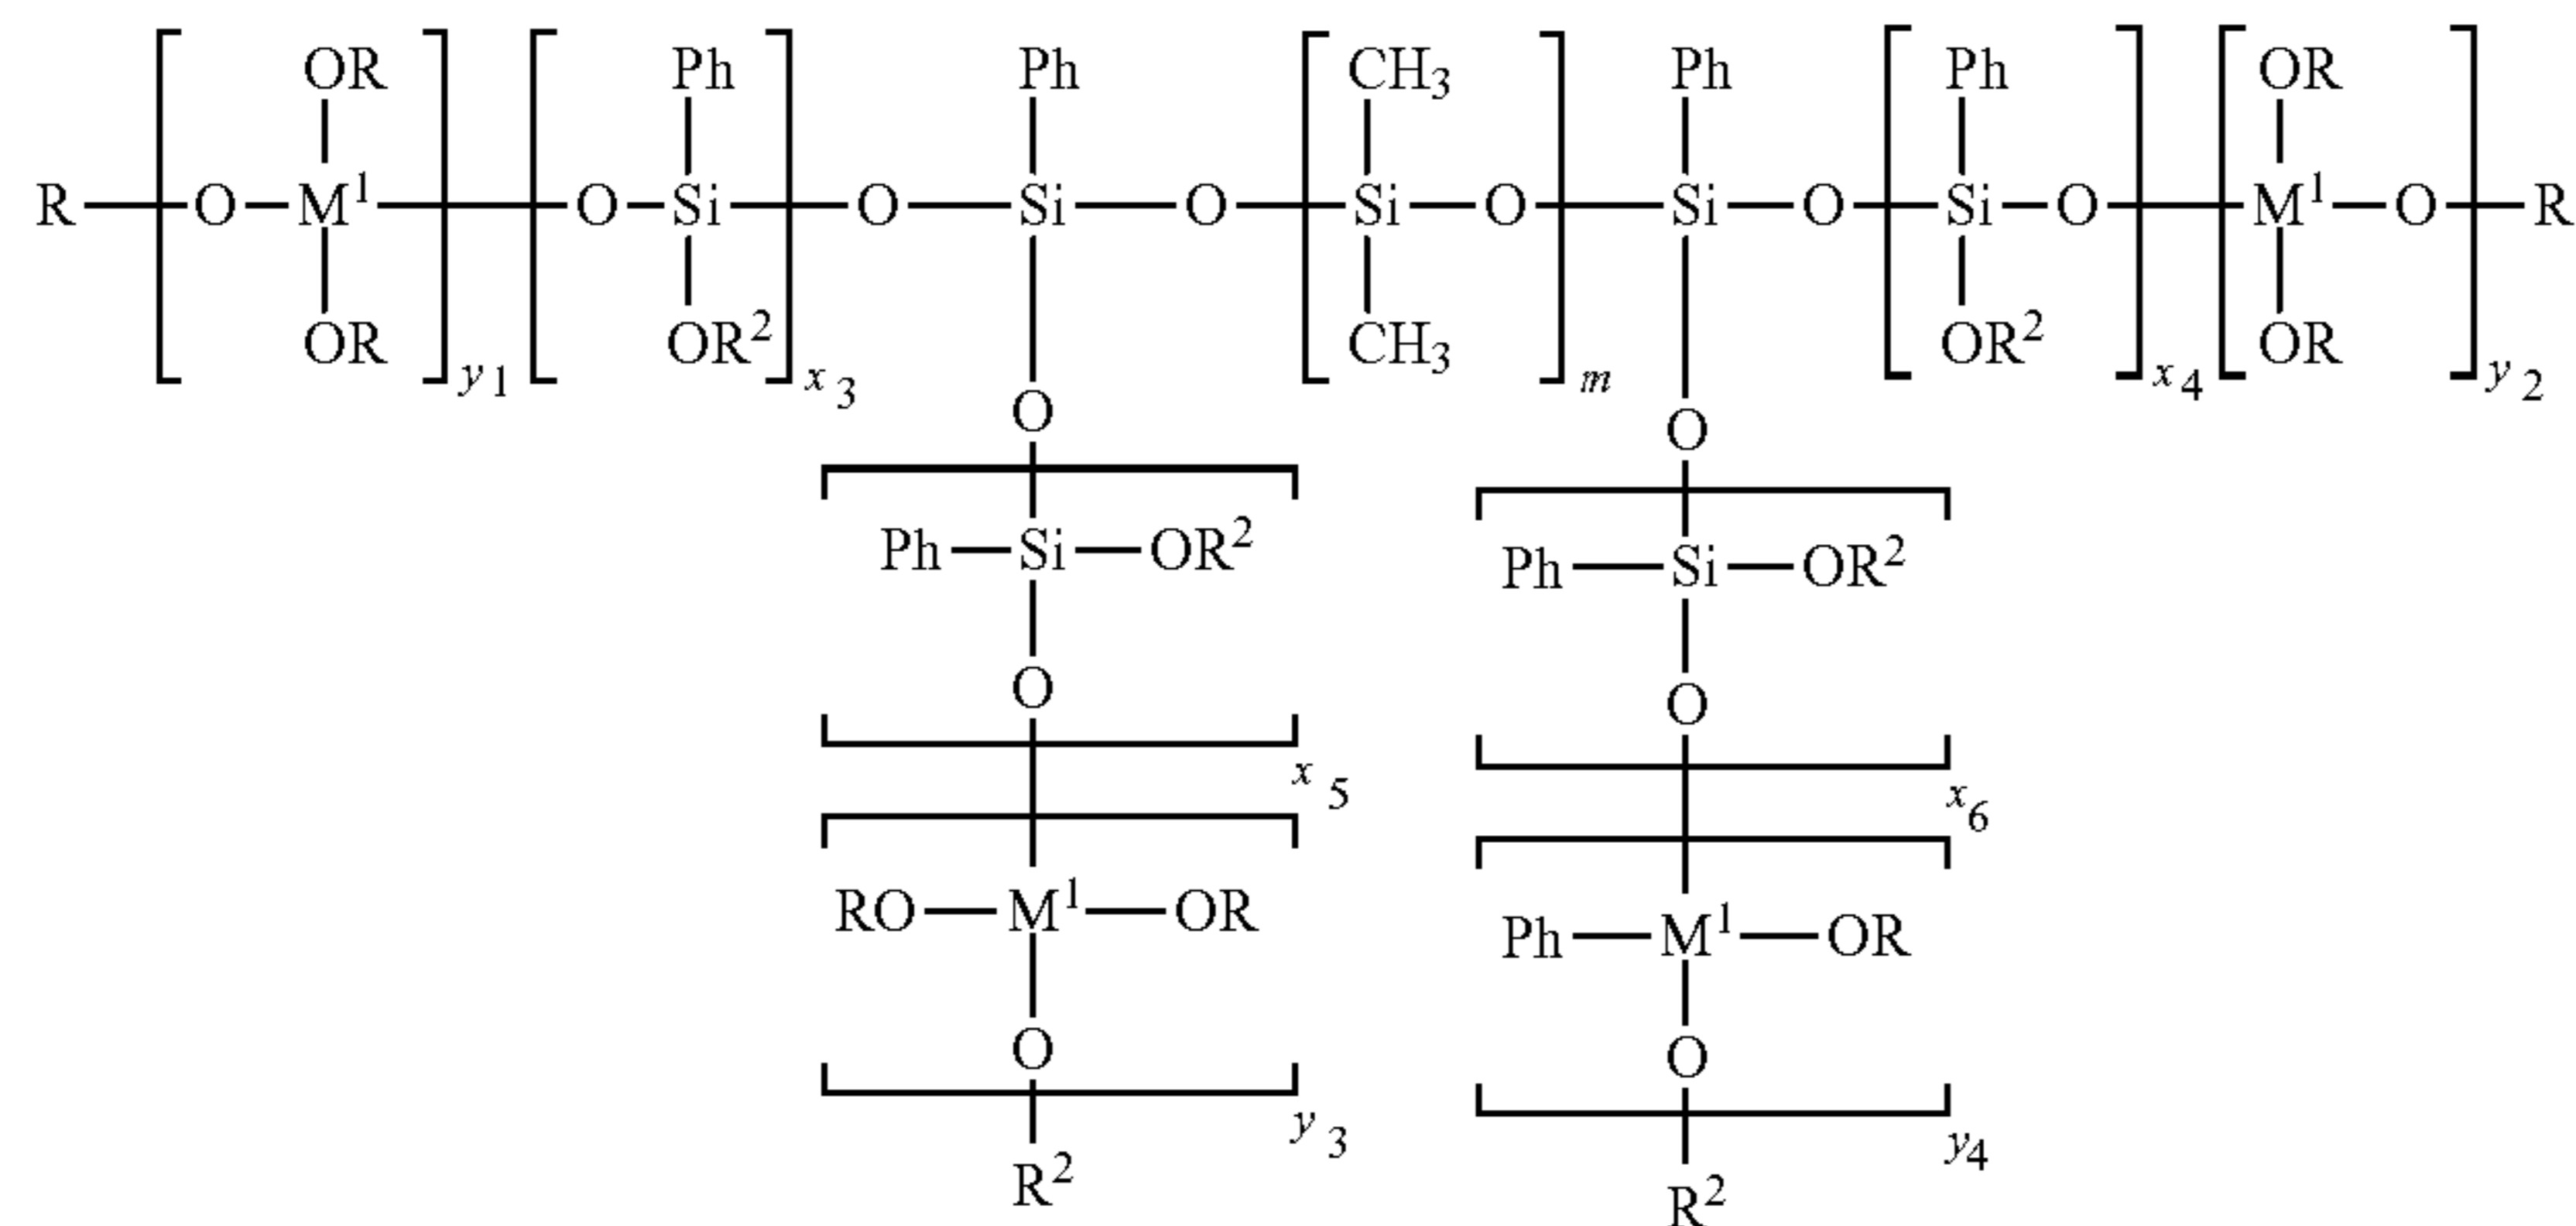 OR Ph Ph CH3 Ph Ph OR
R O M1 O Si O Si O Si O Si O Si O M1 O R
OR OR2 CH3 OR2 OR
y1 x3 m x4 y2
O O
Ph Si OR2 Ph Si OR2
O O
x5 x6
RO M1 OR Ph M1 OR
O O
y3 y4
R2 R2